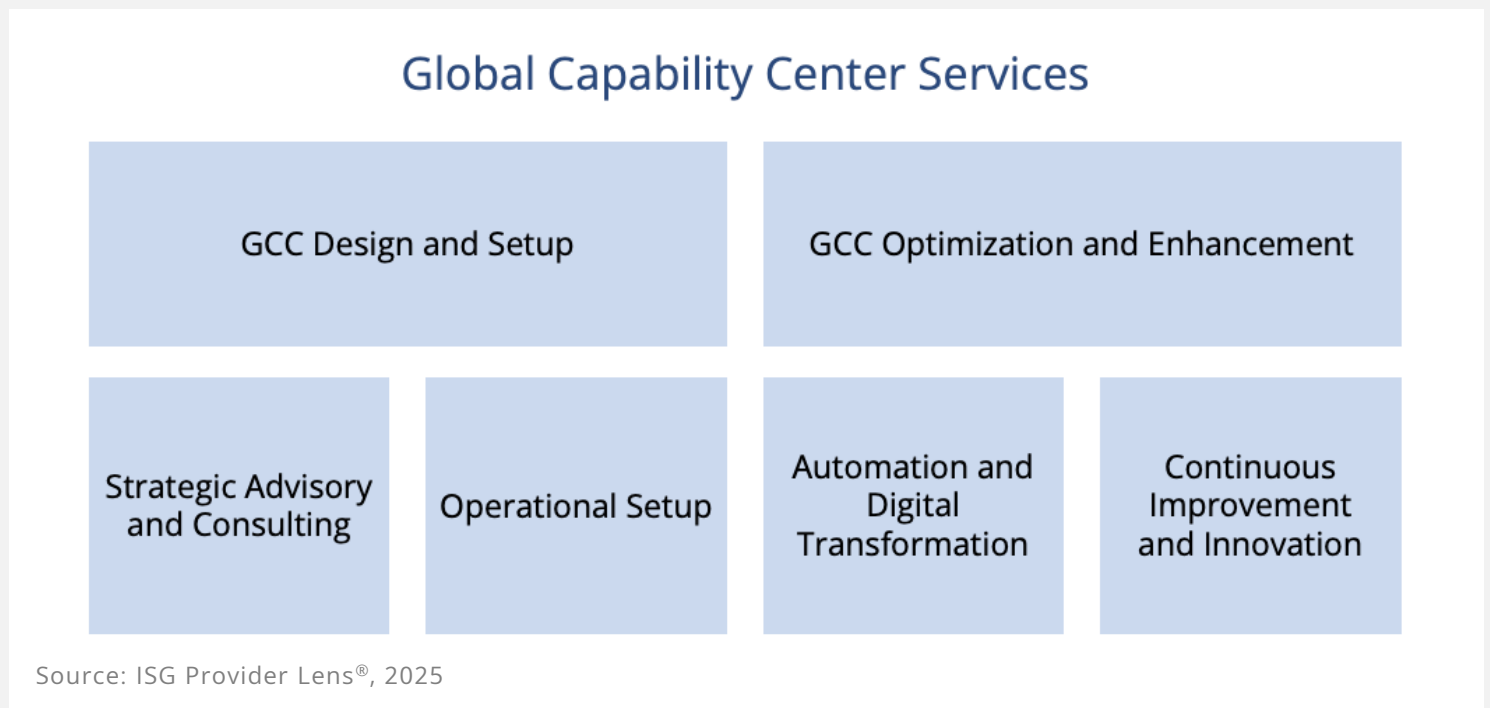 Global Capability Center Services
GCC Design and Setup
GCC Optimization and Enhancement
Strategic Advisory
and Consulting
Operational Setup
Automation and
Digital
Transformation
Continuous
Improvement
and Innovation
Source: ISG Provider Lens®, 2025